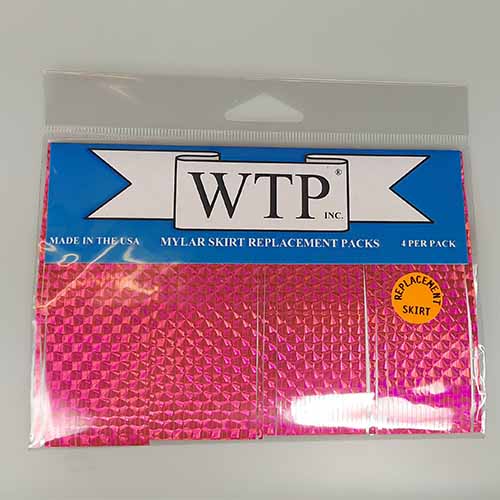 WTP®
INC.
MADE IN THE USA
MYLAR SKIRT REPLACEMENT PACKS
4 PER PACK
REPLACEMENT
SKIRT